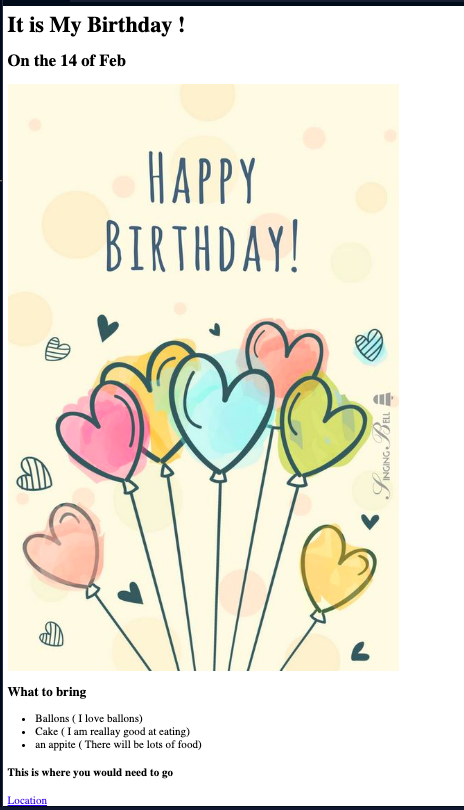 It is My Birthday !
On the 14 of Feb
HAPPY
BIRTHDAY!
SINGING BELL
What to bring
Ballons ( I love ballons)
Cake ( I am reallay good at eating)
an appite ( There will be lots of food)
This is where you would need to go
Location